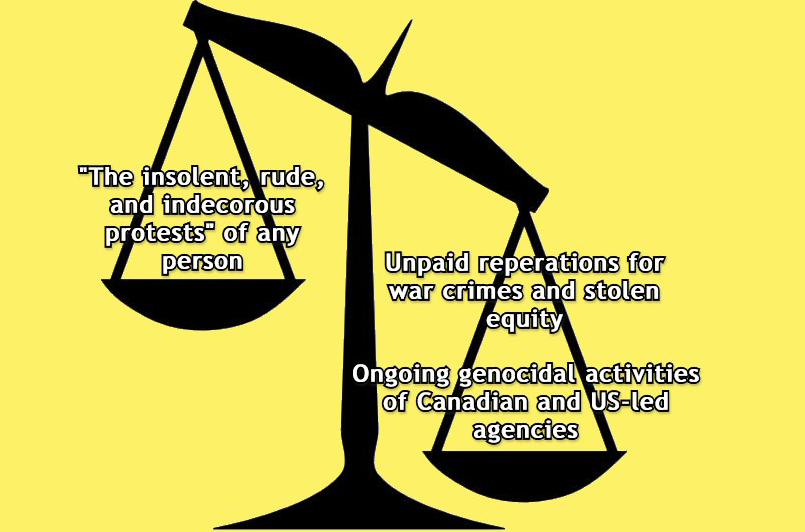 "The insolent, rude,
and indecorous
protests" of any
person
Unpaid reperations for
war crimes and stolen
equity
Ongoing genocidal activities
of Canadian and US-led
agencies